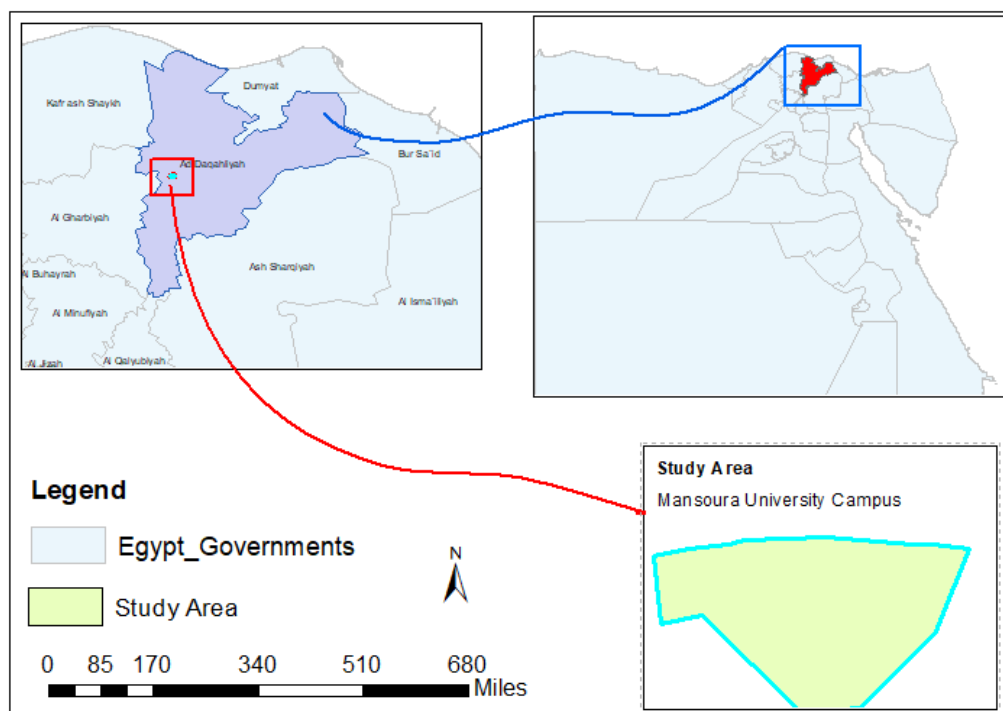 Dumyat
Kafr ash Shaykh
Bur Sa`id
Ad Daqahliyah
Al Gharbiyah
Ash Sharqiyah
Al Buhayrah
Al Isma`iliyah
Al Minufiyah
Al Jizah
Al Qalyubiyah
Study Area
Mansoura University Campus
Legend
Egypt_Governments
Study Area
N
0 85 170 340 510 680
Miles